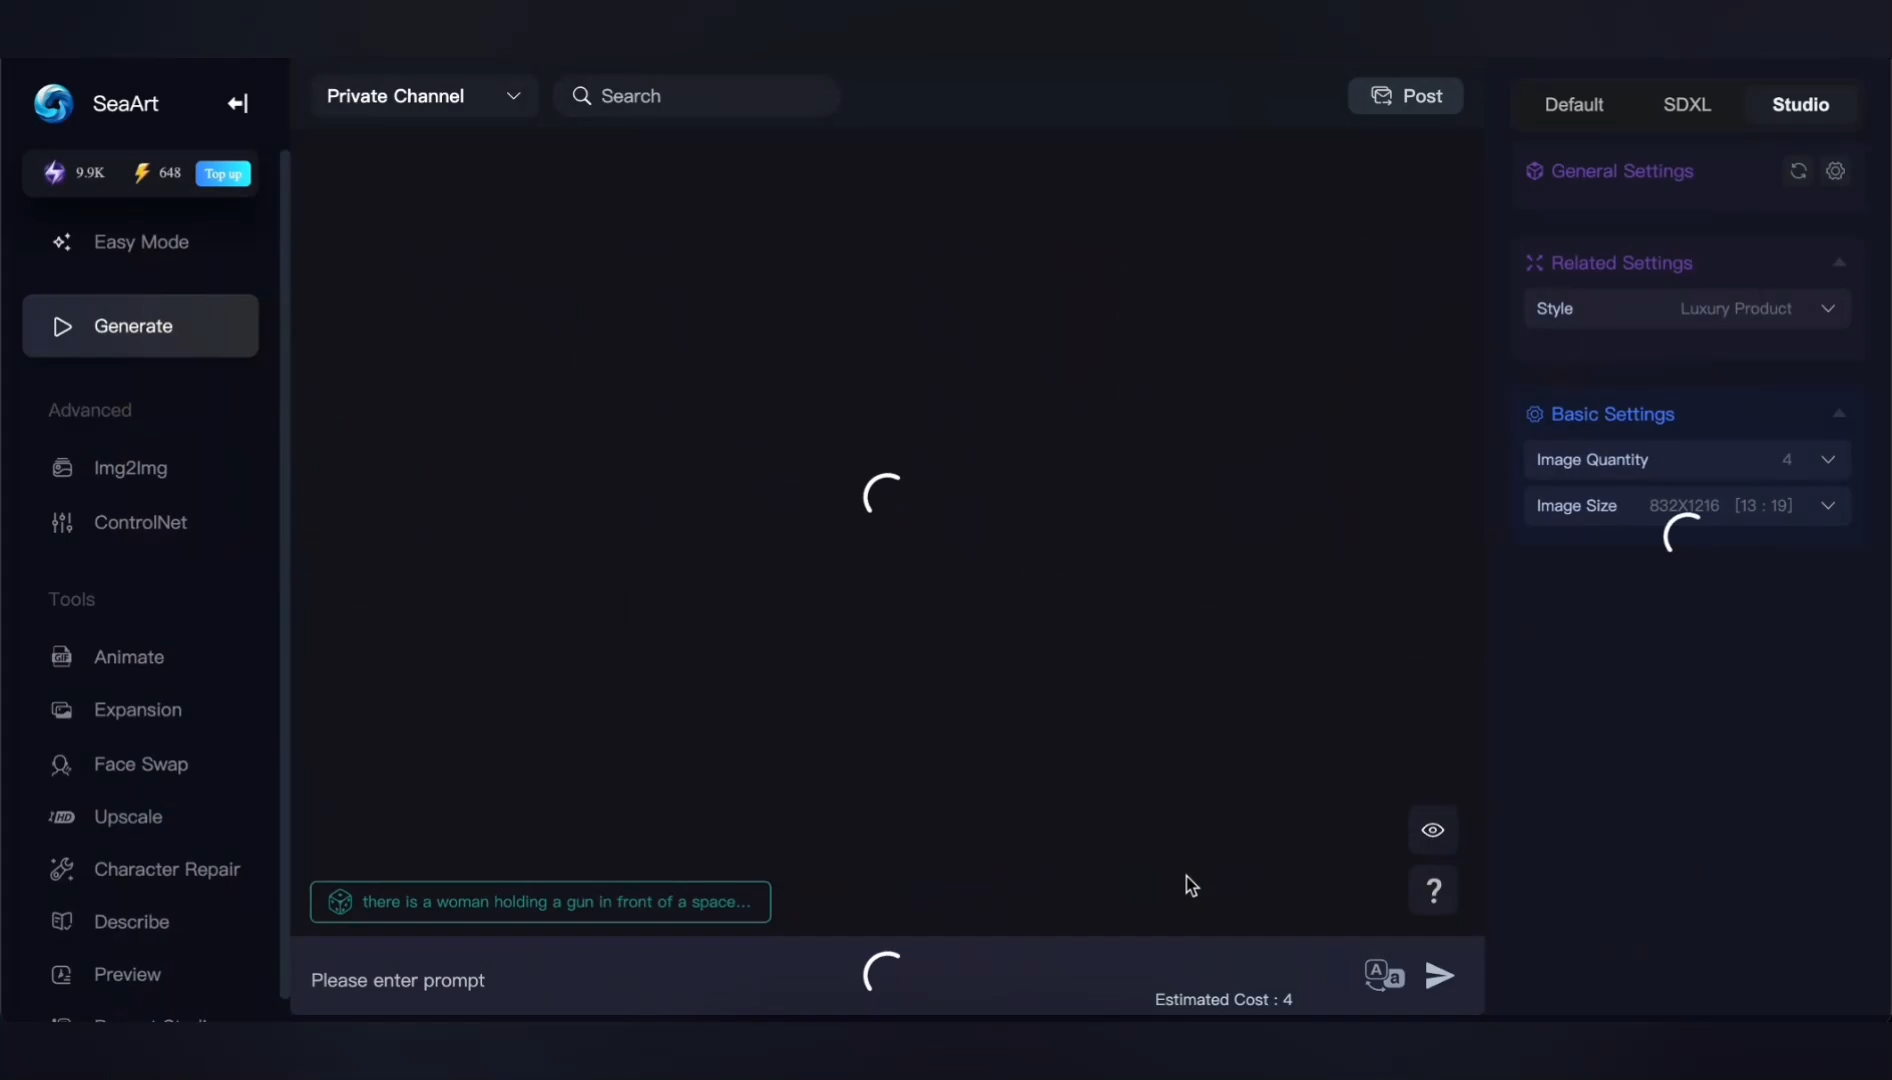 SeaArt
9.9K 648 Top up
Easy Mode
Generate
Advanced
Img2Img
ControlNet
Tools
GIF Animate
Expansion
Face Swap
HD Upscale
Character Repair
Describe
Preview
Private Channel
Search
Post
there is a woman holding a gun in front of a space...
?
Please enter prompt
A a
Estimated Cost : 4
Default SDXL Studio
General Settings
Related Settings
Style Luxury Product
Basic Settings
Image Quantity 4
Image Size 832X1216 [13 : 19]